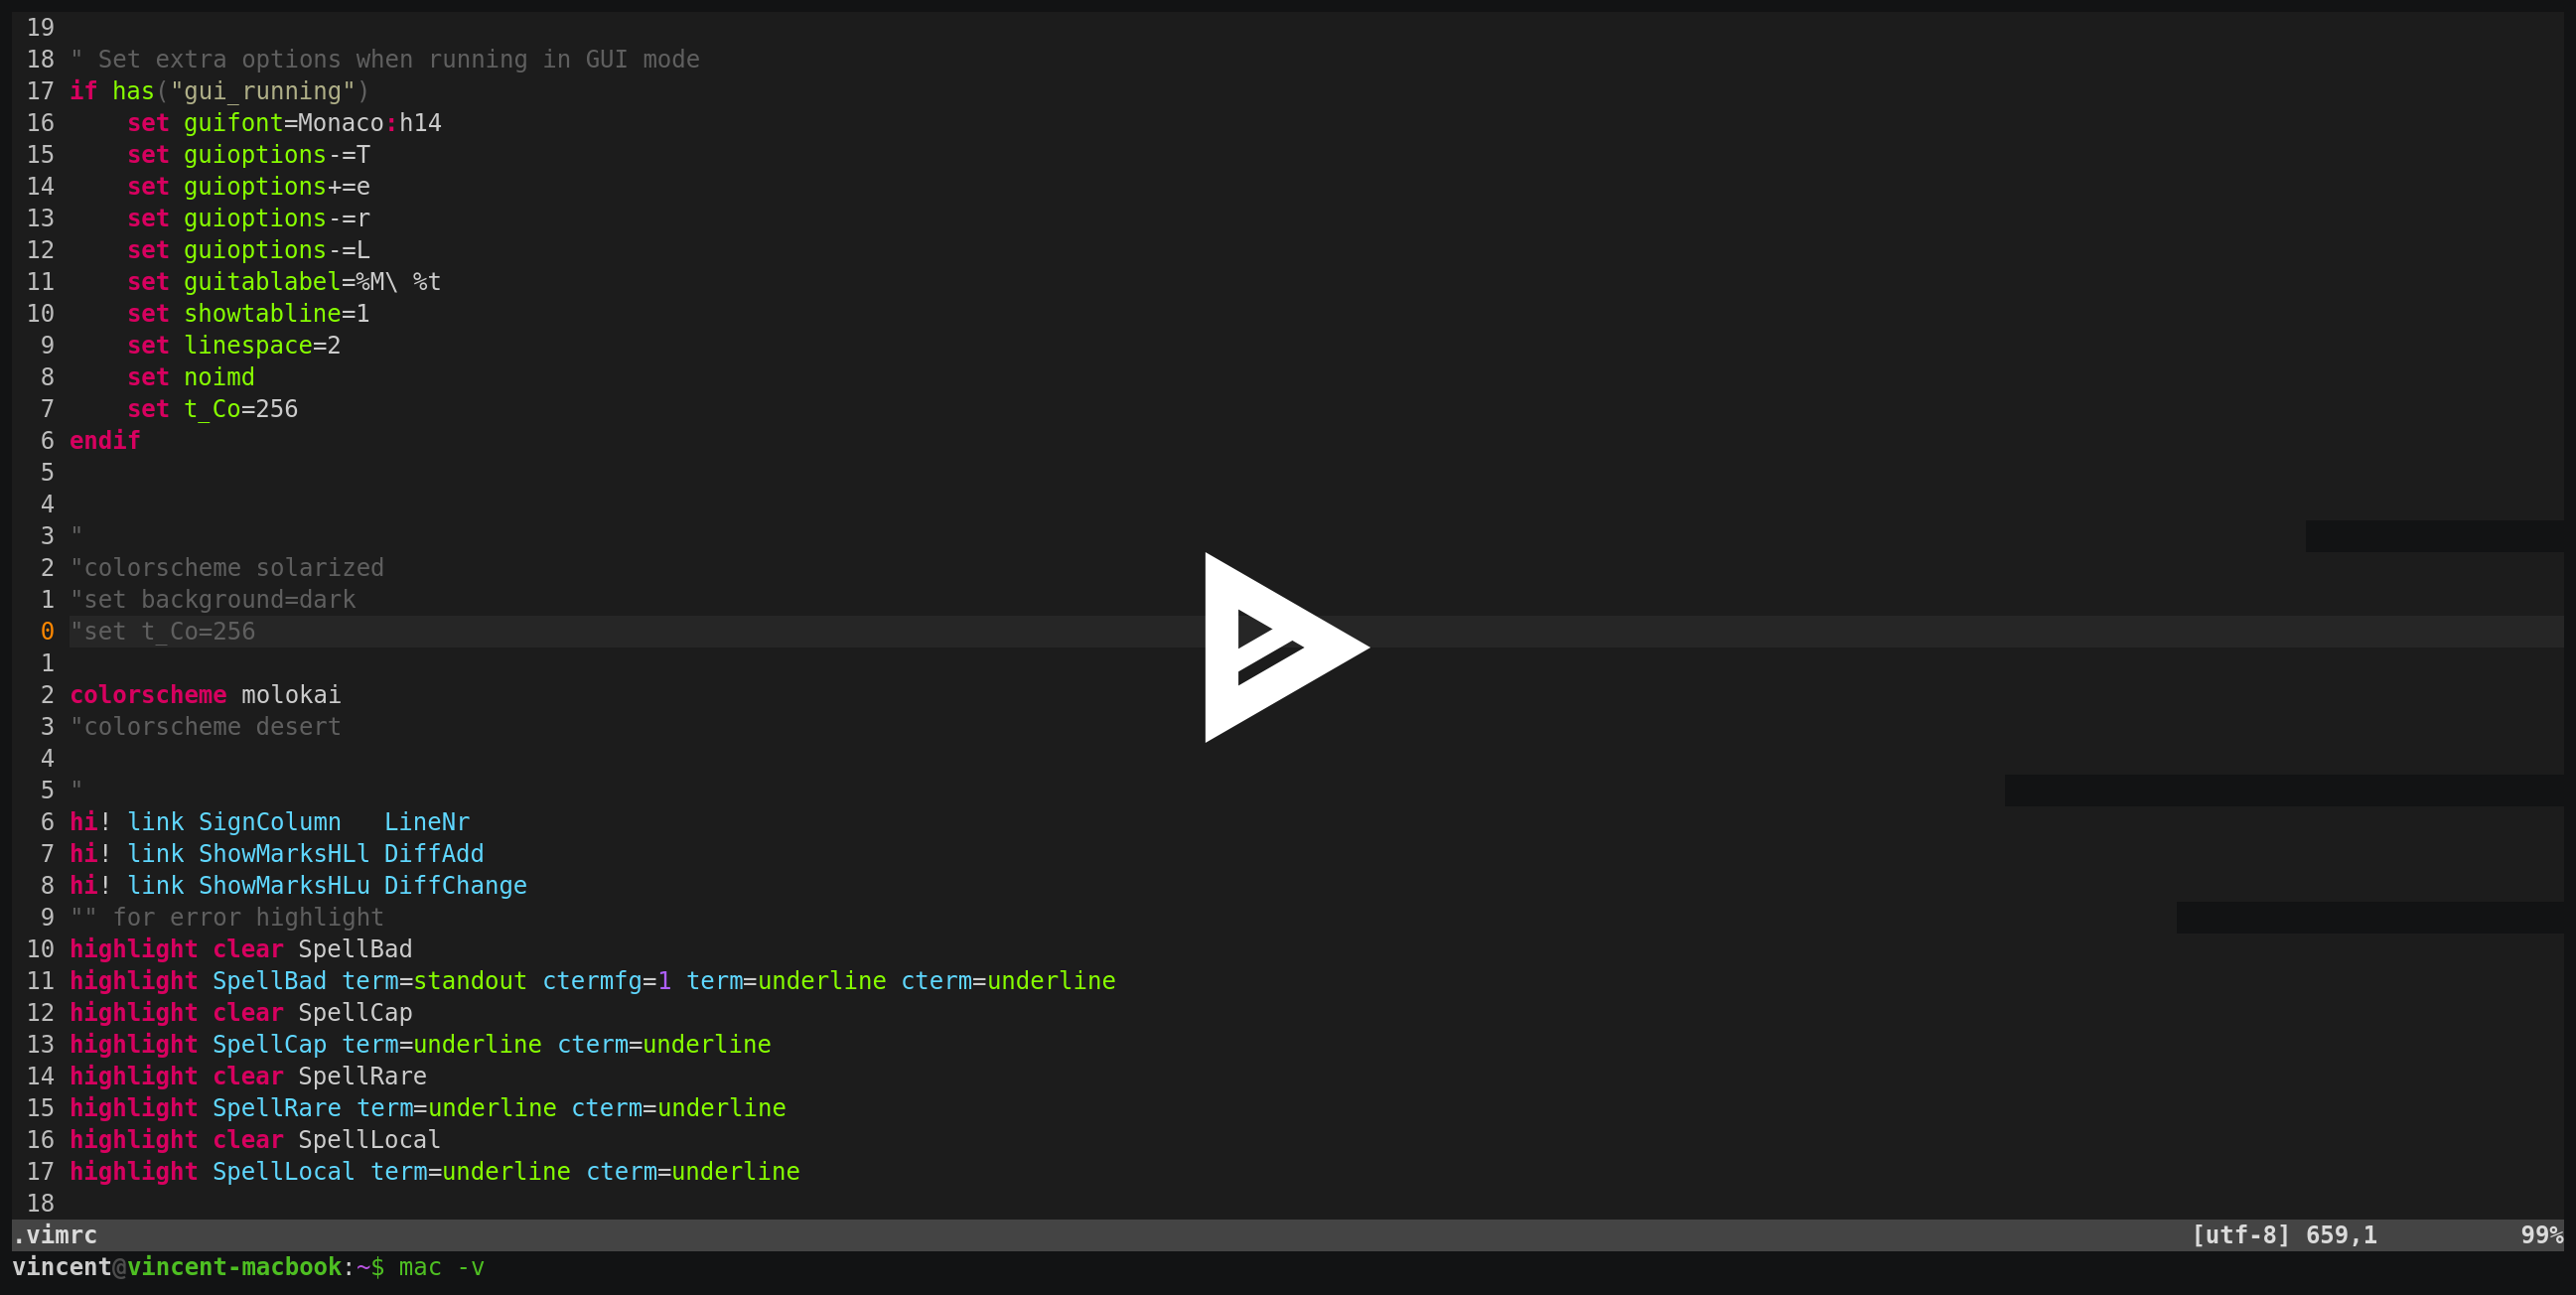 19
18 " Set extra options when running in GUI mode
17 if has("gui_running")
16     set guifont=Monaco:h14
15     set guioptions-=T
14     set guioptions+=e
13     set guioptions-=r
12     set guioptions-=L
11     set guitablabel=%M\ %t
10     set showtabline=1
 9     set linespace=2
 8     set noimd
 7     set t_Co=256
 6 endif
 5
 4
 3 "
 2 "colorscheme solarized
 1 "set background=dark
 0 "set t_Co=256
 1
 2 colorscheme molokai
 3 "colorscheme desert
 4
 5 "
 6 hi! link SignColumn   LineNr
 7 hi! link ShowMarksHLl DiffAdd
 8 hi! link ShowMarksHLu DiffChange
 9 "" for error highlight
10 highlight clear SpellBad
11 highlight SpellBad term=standout ctermfg=1 term=underline cterm=underline
12 highlight clear SpellCap
13 highlight SpellCap term=underline cterm=underline
14 highlight clear SpellRare
15 highlight SpellRare term=underline cterm=underline
16 highlight clear SpellLocal
17 highlight SpellLocal term=underline cterm=underline
18
.vimrc [utf-8] 659,1 99%
vincent@vincent-macbook:~$ mac -v